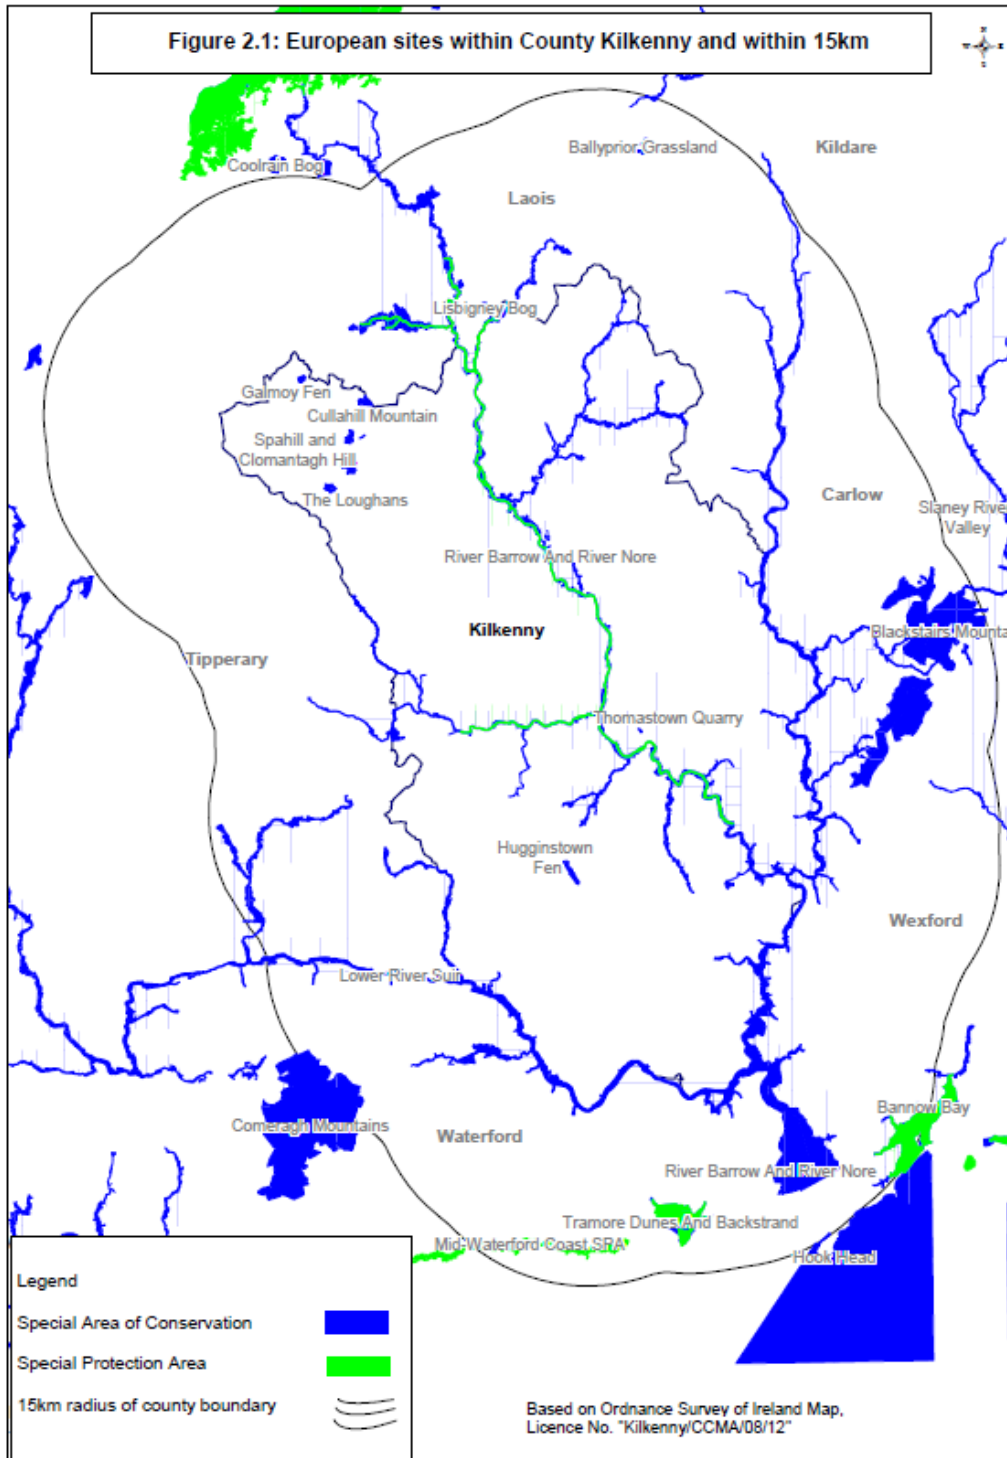 Figure 2.1: European sites within County Kilkenny and within 15km
N
W
E
S
Ballyprior Grassland
Kildare
Coolrain Bog
Laois
Lisbigney Bog
Galmoy Fen
Cullahill Mountain
Spahill and
Clomantagh Hill
The Loughans
Carlow
Slaney River
Valley
River Barrow And River Nore
Kilkenny
Blackstairs Mounta
Tipperary
Thomastown Quarry
Hugginstown
Fen
Wexford
Lower River Suir
Bannow Bay
Comeragh Mountains
Waterford
River Barrow And River Nore
Tramore Dunes And Backstrand
Mid-Waterford Coast SPA
Hook Head
Legend
Special Area of Conservation
Special Protection Area
15km radius of county boundary
Based on Ordnance Survey of Ireland Map,
Licence No. "Kilkenny/CCMA/08/12"